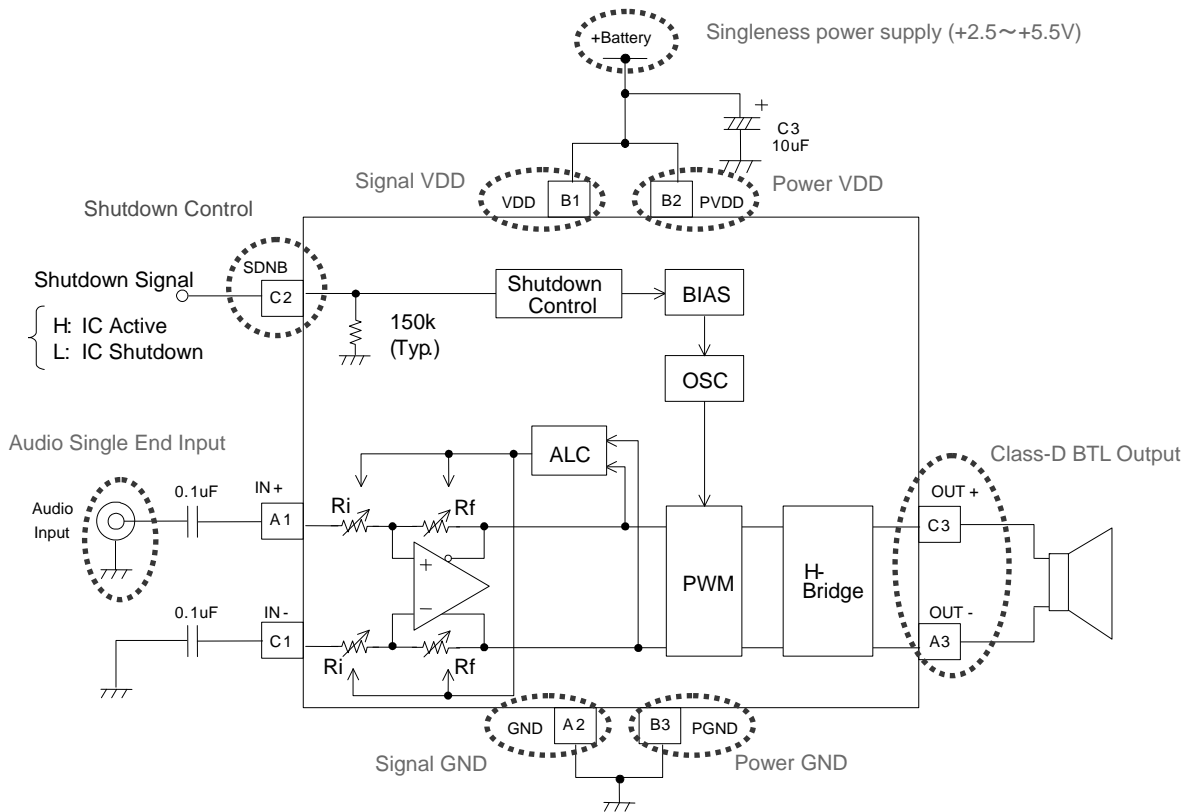 +Battery
Singleness power supply (+2.5～+5.5V)
+
C3
10uF
Signal VDD
Power VDD
VDD
B1
B2
PVDD
Shutdown Control
SDNB
Shutdown Signal
C2
H: IC Active
L: IC Shutdown
150k
(Typ.)
Shutdown
Control
BIAS
OSC
Audio Single End Input
ALC
Class-D BTL Output
0.1uF
IN+
Ri
Rf
OUT +
Audio
Input
A1
C3
+
−
PWM
H-
Bridge
0.1uF
IN-
OUT -
C1
A3
Ri
Rf
GND
A2
B3
PGND
Signal GND
Power GND